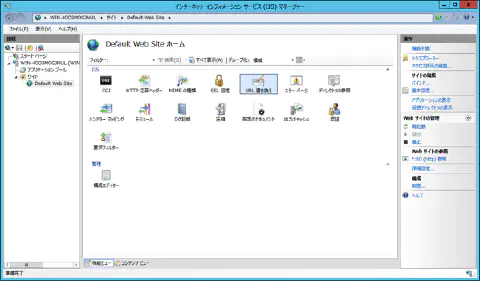 インターネット インフォメーション サービス (IIS) マネージャー
サイト
Default Web Site
ファイル(F) 表示(V) ヘルプ(H)
接続
スタート ページ
アプリケーション プール
サイト
Default Web Site
Default Web Site ホーム
フィルター:
検索(G)
すべて表示(A)
グループ化:
領域
IIS
CGI
HTTP 応答ヘッダー
MIME の種類
SSL 設定
URL 書き換え
エラー ページ
ディレクトリの参照
ハンドラー マッピング
モジュール
ログ記録
圧縮
既定のドキュメント
出力キャッシュ
認証
要求フィルター
管理
構成エディター
機能ビュー
コンテンツ ビュー
操作
エクスプローラー
アクセス許可の編集...
サイトの編集
バインド...
基本設定...
アプリケーションの表示
仮想ディレクトリの表示
Web サイトの管理
再起動
開始
停止
Web サイトの参照
*:80 (http) 参照
詳細設定...
構成
制限...
ヘルプ
準備完了